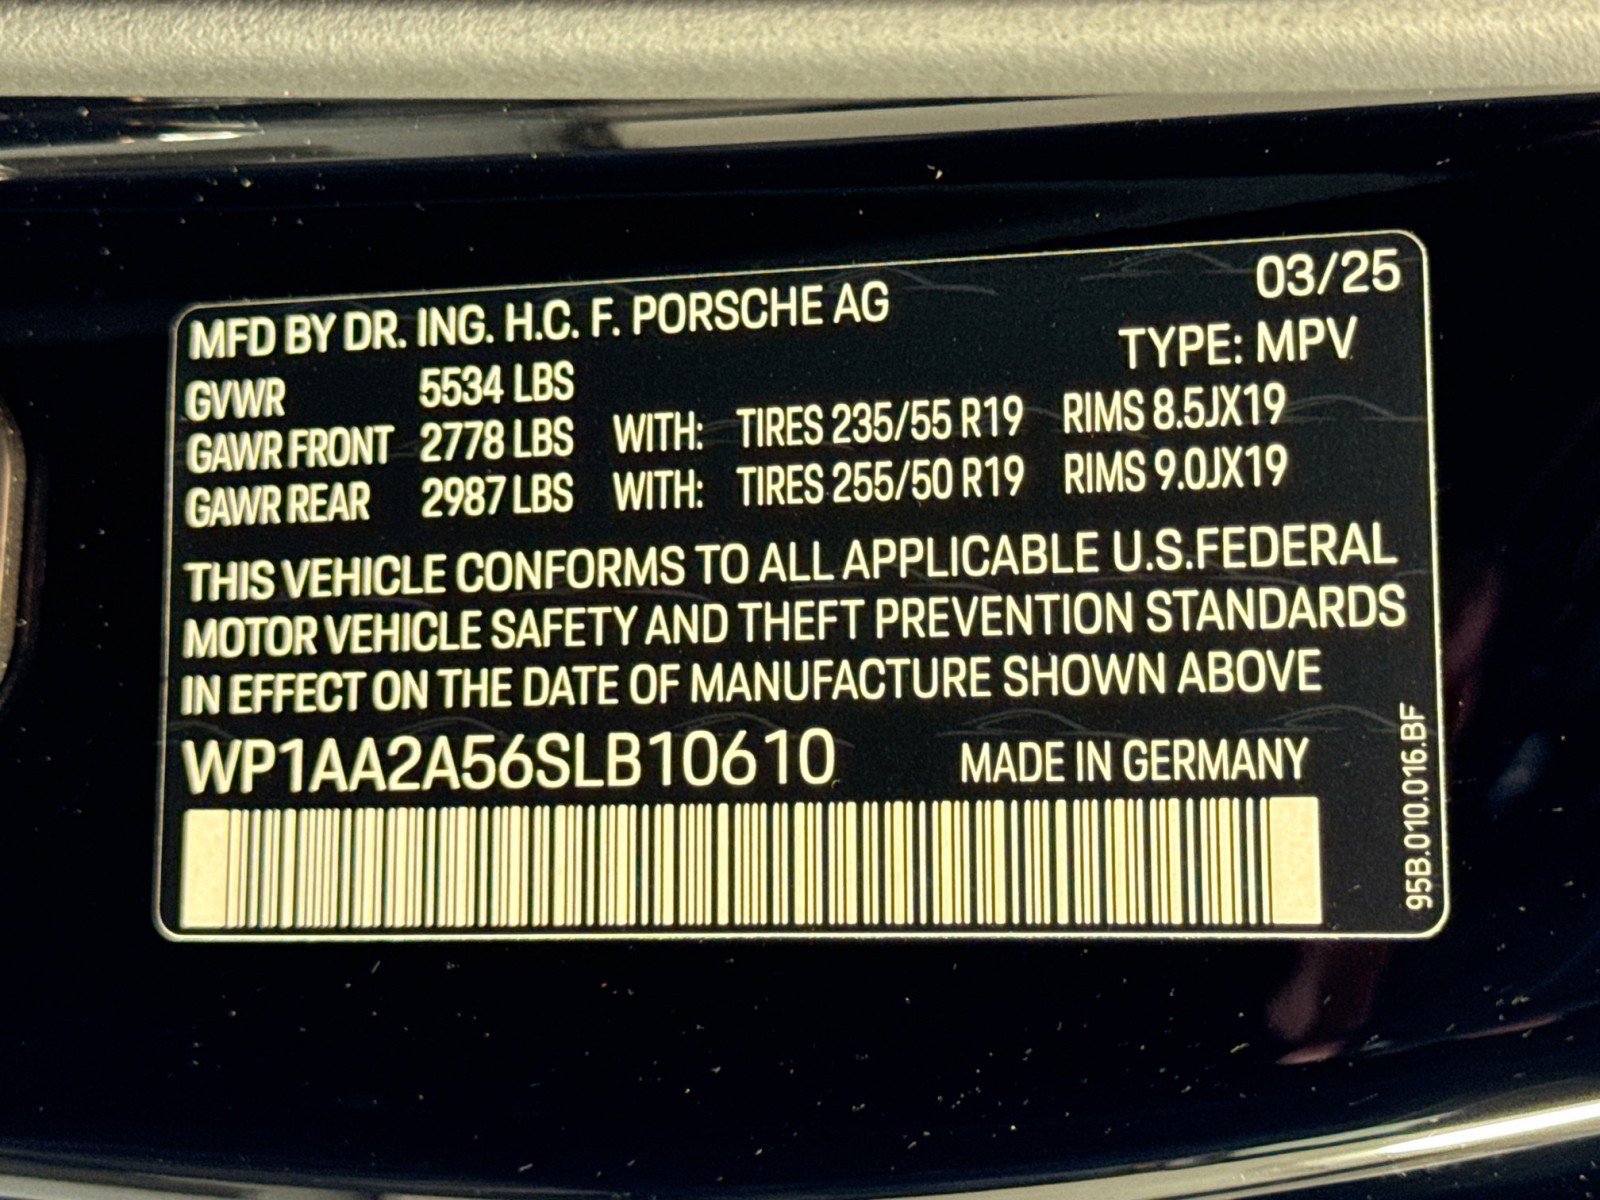 03/25
MFD BY DR. ING. H.C. F. PORSCHE AG
TYPE: MPV
GVWR 5534 LBS
GAWR FRONT 2778 LBS WITH: TIRES 235/55 R19 RIMS 8.5JX19
GAWR REAR 2987 LBS WITH: TIRES 255/50 R19 RIMS 9.0JX19
THIS VEHICLE CONFORMS TO ALL APPLICABLE U.S.FEDERAL
MOTOR VEHICLE SAFETY AND THEFT PREVENTION STANDARDS
IN EFFECT ON THE DATE OF MANUFACTURE SHOWN ABOVE
WP1AA2A56SLB10610 MADE IN GERMANY
95B.010.016.BF